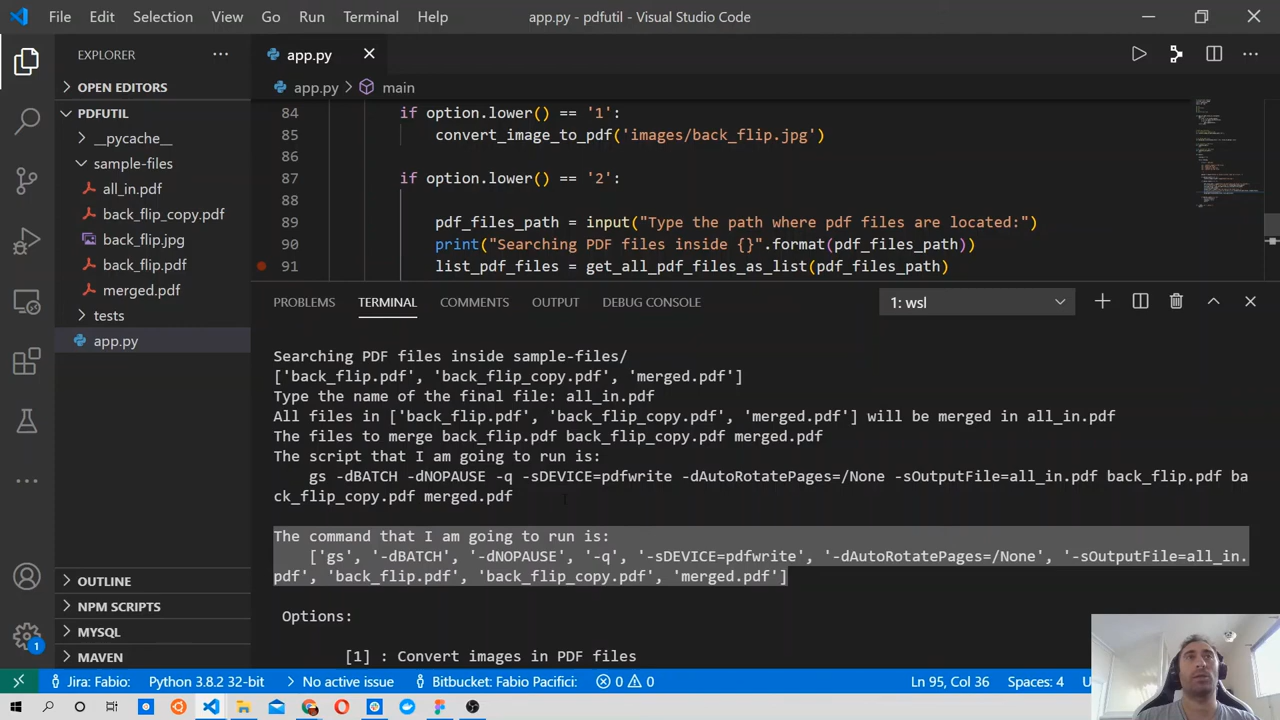 File Edit Selection View Go Run Terminal Help
app.py - pdfutil - Visual Studio Code
EXPLORER
OPEN EDITORS
PDFUTIL
__pycache__
sample-files
all_in.pdf
back_flip_copy.pdf
back_flip.jpg
back_flip.pdf
merged.pdf
tests
app.py
OUTLINE
NPM SCRIPTS
MYSQL
MAVEN
app.py
app.py > main
84 if option.lower() == '1':
85 convert_image_to_pdf('images/back_flip.jpg')
86
87 if option.lower() == '2':
88
89 pdf_files_path = input("Type the path where pdf files are located:")
90 print("Searching PDF files inside {}".format(pdf_files_path))
91 list_pdf_files = get_all_pdf_files_as_list(pdf_files_path)
PROBLEMS TERMINAL COMMENTS OUTPUT DEBUG CONSOLE
1: wsl
Searching PDF files inside sample-files/
['back_flip.pdf', 'back_flip_copy.pdf', 'merged.pdf']
Type the name of the final file: all_in.pdf
All files in ['back_flip.pdf', 'back_flip_copy.pdf', 'merged.pdf'] will be merged in all_in.pdf
The files to merge back_flip.pdf back_flip_copy.pdf merged.pdf
The script that I am going to run is:
gs -dBATCH -dNOPAUSE -q -sDEVICE=pdfwrite -dAutoRotatePages=/None -sOutputFile=all_in.pdf back_flip.pdf ba
ck_flip_copy.pdf merged.pdf
The command that I am going to run is:
['gs', '-dBATCH', '-dNOPAUSE', '-q', '-sDEVICE=pdfwrite', '-dAutoRotatePages=/None', '-sOutputFile=all_in.
pdf', 'back_flip.pdf', 'back_flip_copy.pdf', 'merged.pdf']
Options:
[1] : Convert images in PDF files
1
Jira: Fabio: Python 3.8.2 32-bit No active issue Bitbucket: Fabio Pacifici: 0 0 Ln 95, Col 36 Spaces: 4 U